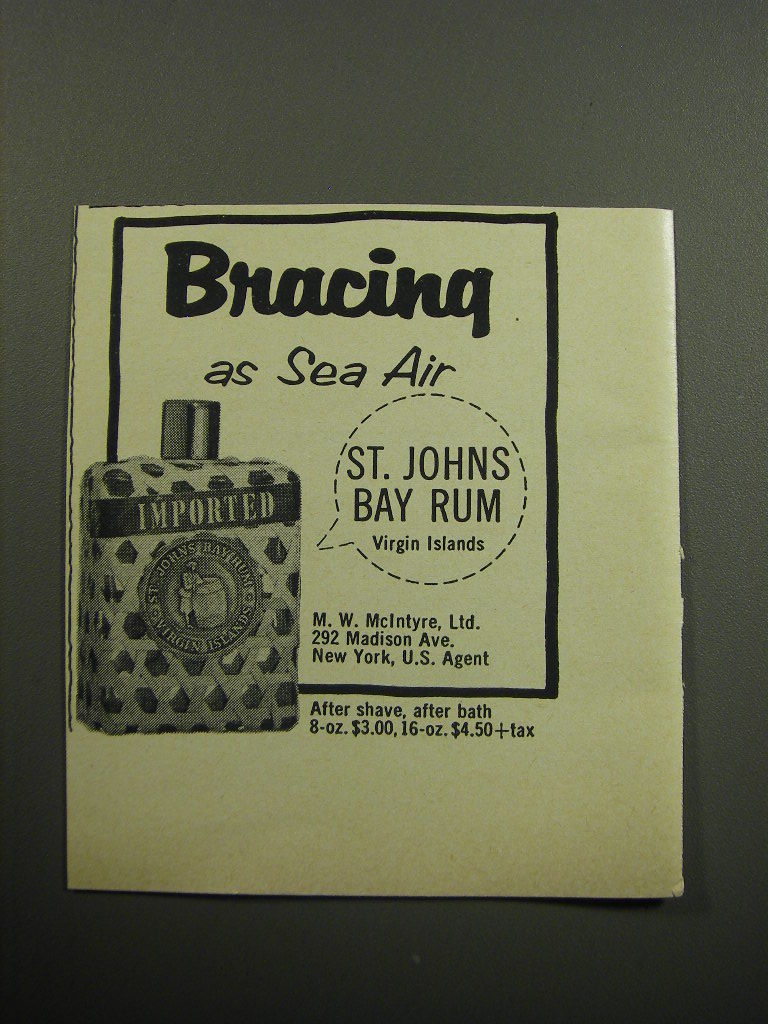 Bracing
as Sea Air
ST. JOHNS
BAY RUM
Virgin Islands
IMPORTED
ST. JOHNS BAY RUM
VIRGIN ISLANDS
M. W. McIntyre, Ltd.
292 Madison Ave.
New York, U.S. Agent
After shave, after bath
8-oz. $3.00, 16-oz. $4.50+tax